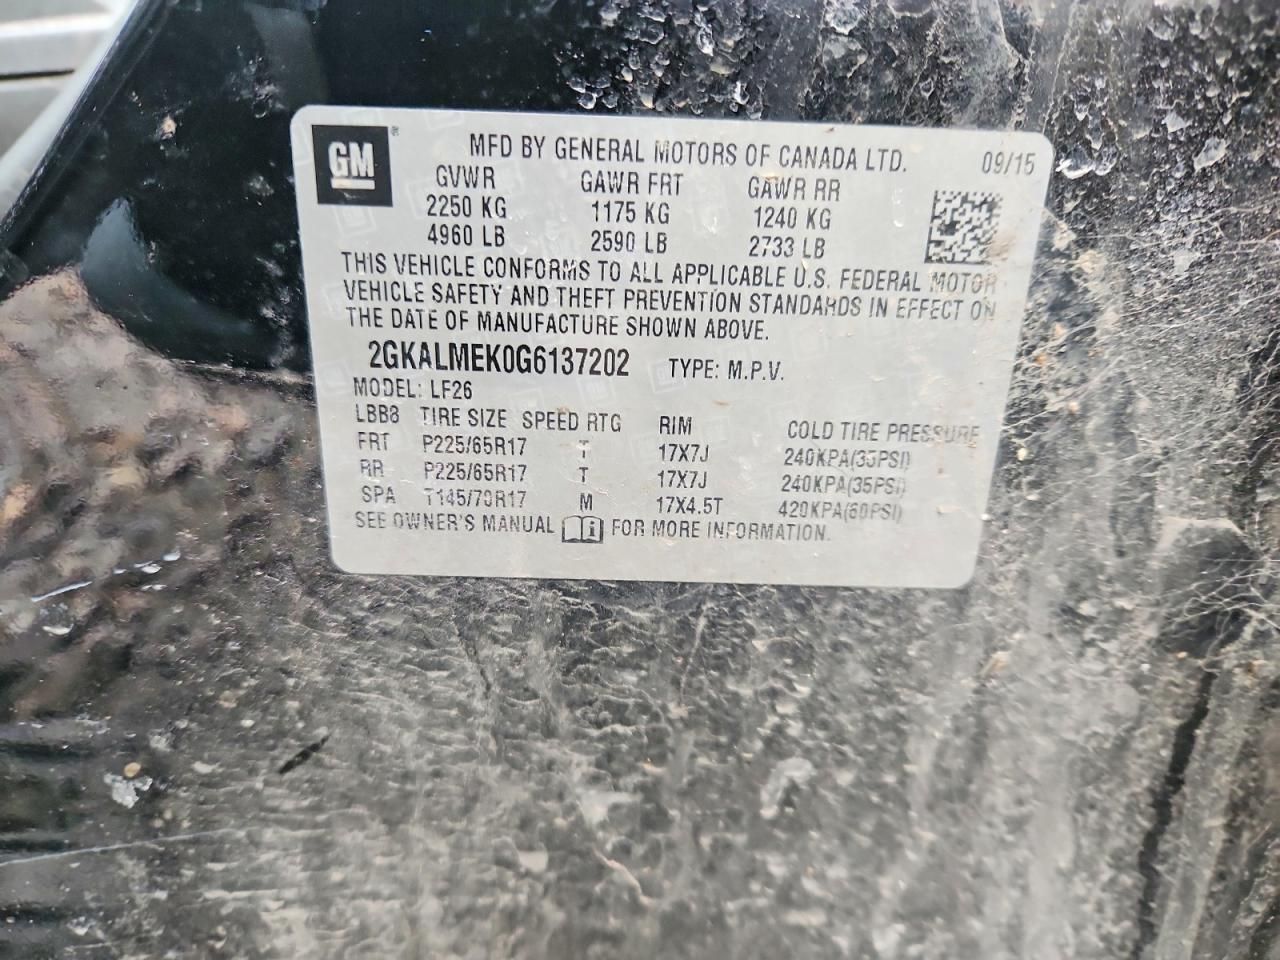 GM ® MFD BY GENERAL MOTORS OF CANADA LTD. 09/15
GVWR GAWR FRT GAWR RR
2250 KG 1175 KG 1240 KG
4960 LB 2590 LB 2733 LB
THIS VEHICLE CONFORMS TO ALL APPLICABLE U.S. FEDERAL MOTOR
VEHICLE SAFETY AND THEFT PREVENTION STANDARDS IN EFFECT ON
THE DATE OF MANUFACTURE SHOWN ABOVE.
2GKALMEK0G6137202 TYPE: M.P.V.
MODEL: LF26
LBB8 TIRE SIZE SPEED RTG RIM COLD TIRE PRESSURE
FRT P225/65R17 T 17X7J 240KPA(35PSI)
RR P225/65R17 T 17X7J 240KPA(35PSI)
SPA T145/70R17 M 17X4.5T 420KPA(60PSI)
SEE OWNER'S MANUAL FOR MORE INFORMATION.